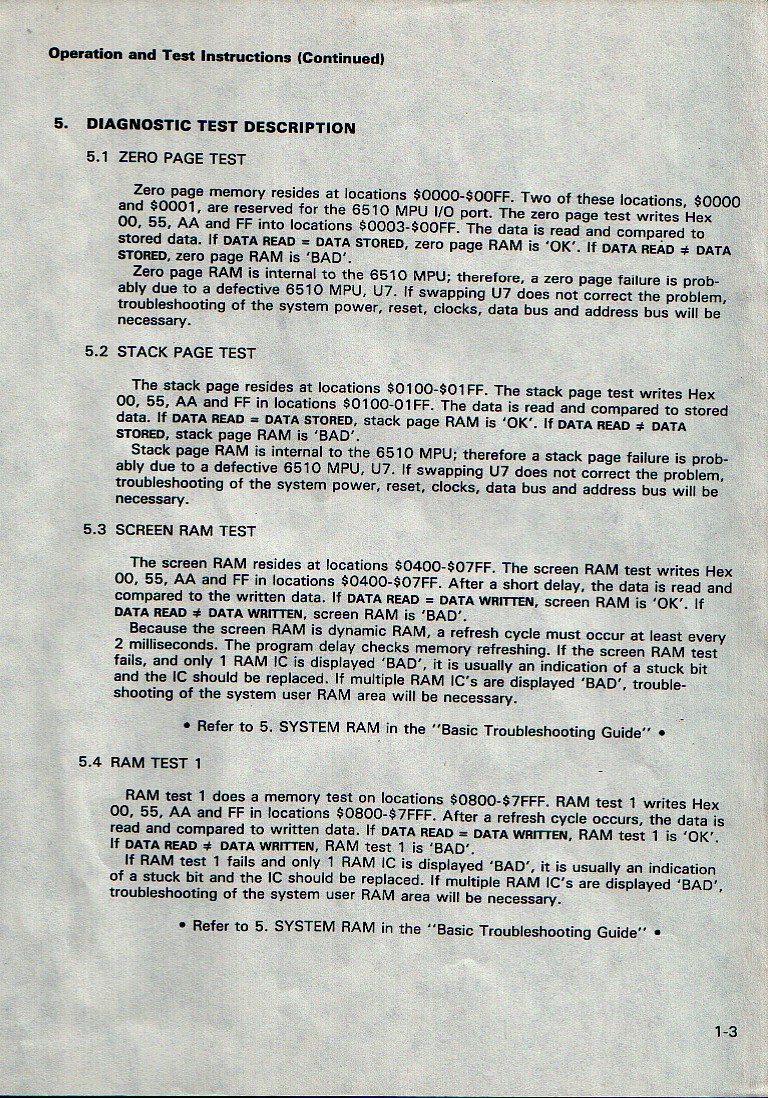 Operation and Test Instructions (Continued)
5. DIAGNOSTIC TEST DESCRIPTION
5.1 ZERO PAGE TEST
Zero page memory resides at locations $0000-$00FF. Two of these locations, $0000
and $0001, are reserved for the 6510 MPU I/O port. The zero page test writes Hex
00, 55, AA and FF into locations $0003-$00FF. The data is read and compared to
stored data. If DATA READ = DATA STORED, zero page RAM is 'OK'. If DATA READ ≠ DATA
STORED, zero page RAM is 'BAD'.
Zero page RAM is internal to the 6510 MPU; therefore, a zero page failure is prob-
ably due to a defective 6510 MPU, U7. If swapping U7 does not correct the problem,
troubleshooting of the system power, reset, clocks, data bus and address bus will be
necessary.
5.2 STACK PAGE TEST
The stack page resides at locations $0100-$01FF. The stack page test writes Hex
00, 55, AA and FF in locations $0100-01FF. The data is read and compared to stored
data. If DATA READ = DATA STORED, stack page RAM is 'OK'. If DATA READ ≠ DATA
STORED, stack page RAM is 'BAD'.
Stack page RAM is internal to the 6510 MPU; therefore a stack page failure is prob-
ably due to a defective 6510 MPU, U7. If swapping U7 does not correct the problem,
troubleshooting of the system power, reset, clocks, data bus and address bus will be
necessary.
5.3 SCREEN RAM TEST
The screen RAM resides at locations $0400-$07FF. The screen RAM test writes Hex
00, 55, AA and FF in locations $0400-$07FF. After a short delay, the data is read and
compared to the written data. If DATA READ = DATA WRITTEN, screen RAM is 'OK'. If
DATA READ ≠ DATA WRITTEN, screen RAM is 'BAD'.
Because the screen RAM is dynamic RAM, a refresh cycle must occur at least every
2 milliseconds. The program delay checks memory refreshing. If the screen RAM test
fails, and only 1 RAM IC is displayed 'BAD', it is usually an indication of a stuck bit
and the IC should be replaced. If multiple RAM IC's are displayed 'BAD', trouble-
shooting of the system user RAM area will be necessary.
• Refer to 5. SYSTEM RAM in the "Basic Troubleshooting Guide" •
5.4 RAM TEST 1
RAM test 1 does a memory test on locations $0800-$7FFF. RAM test 1 writes Hex
00, 55, AA and FF in locations $0800-$7FFF. After a refresh cycle occurs, the data is
read and compared to written data. If DATA READ = DATA WRITTEN, RAM test 1 is 'OK'.
If DATA READ ≠ DATA WRITTEN, RAM test 1 is 'BAD'.
If RAM test 1 fails and only 1 RAM IC is displayed 'BAD', it is usually an indication
of a stuck bit and the IC should be replaced. If multiple RAM IC's are displayed 'BAD',
troubleshooting of the system user RAM area will be necessary.
• Refer to 5. SYSTEM RAM in the "Basic Troubleshooting Guide" •
1-3